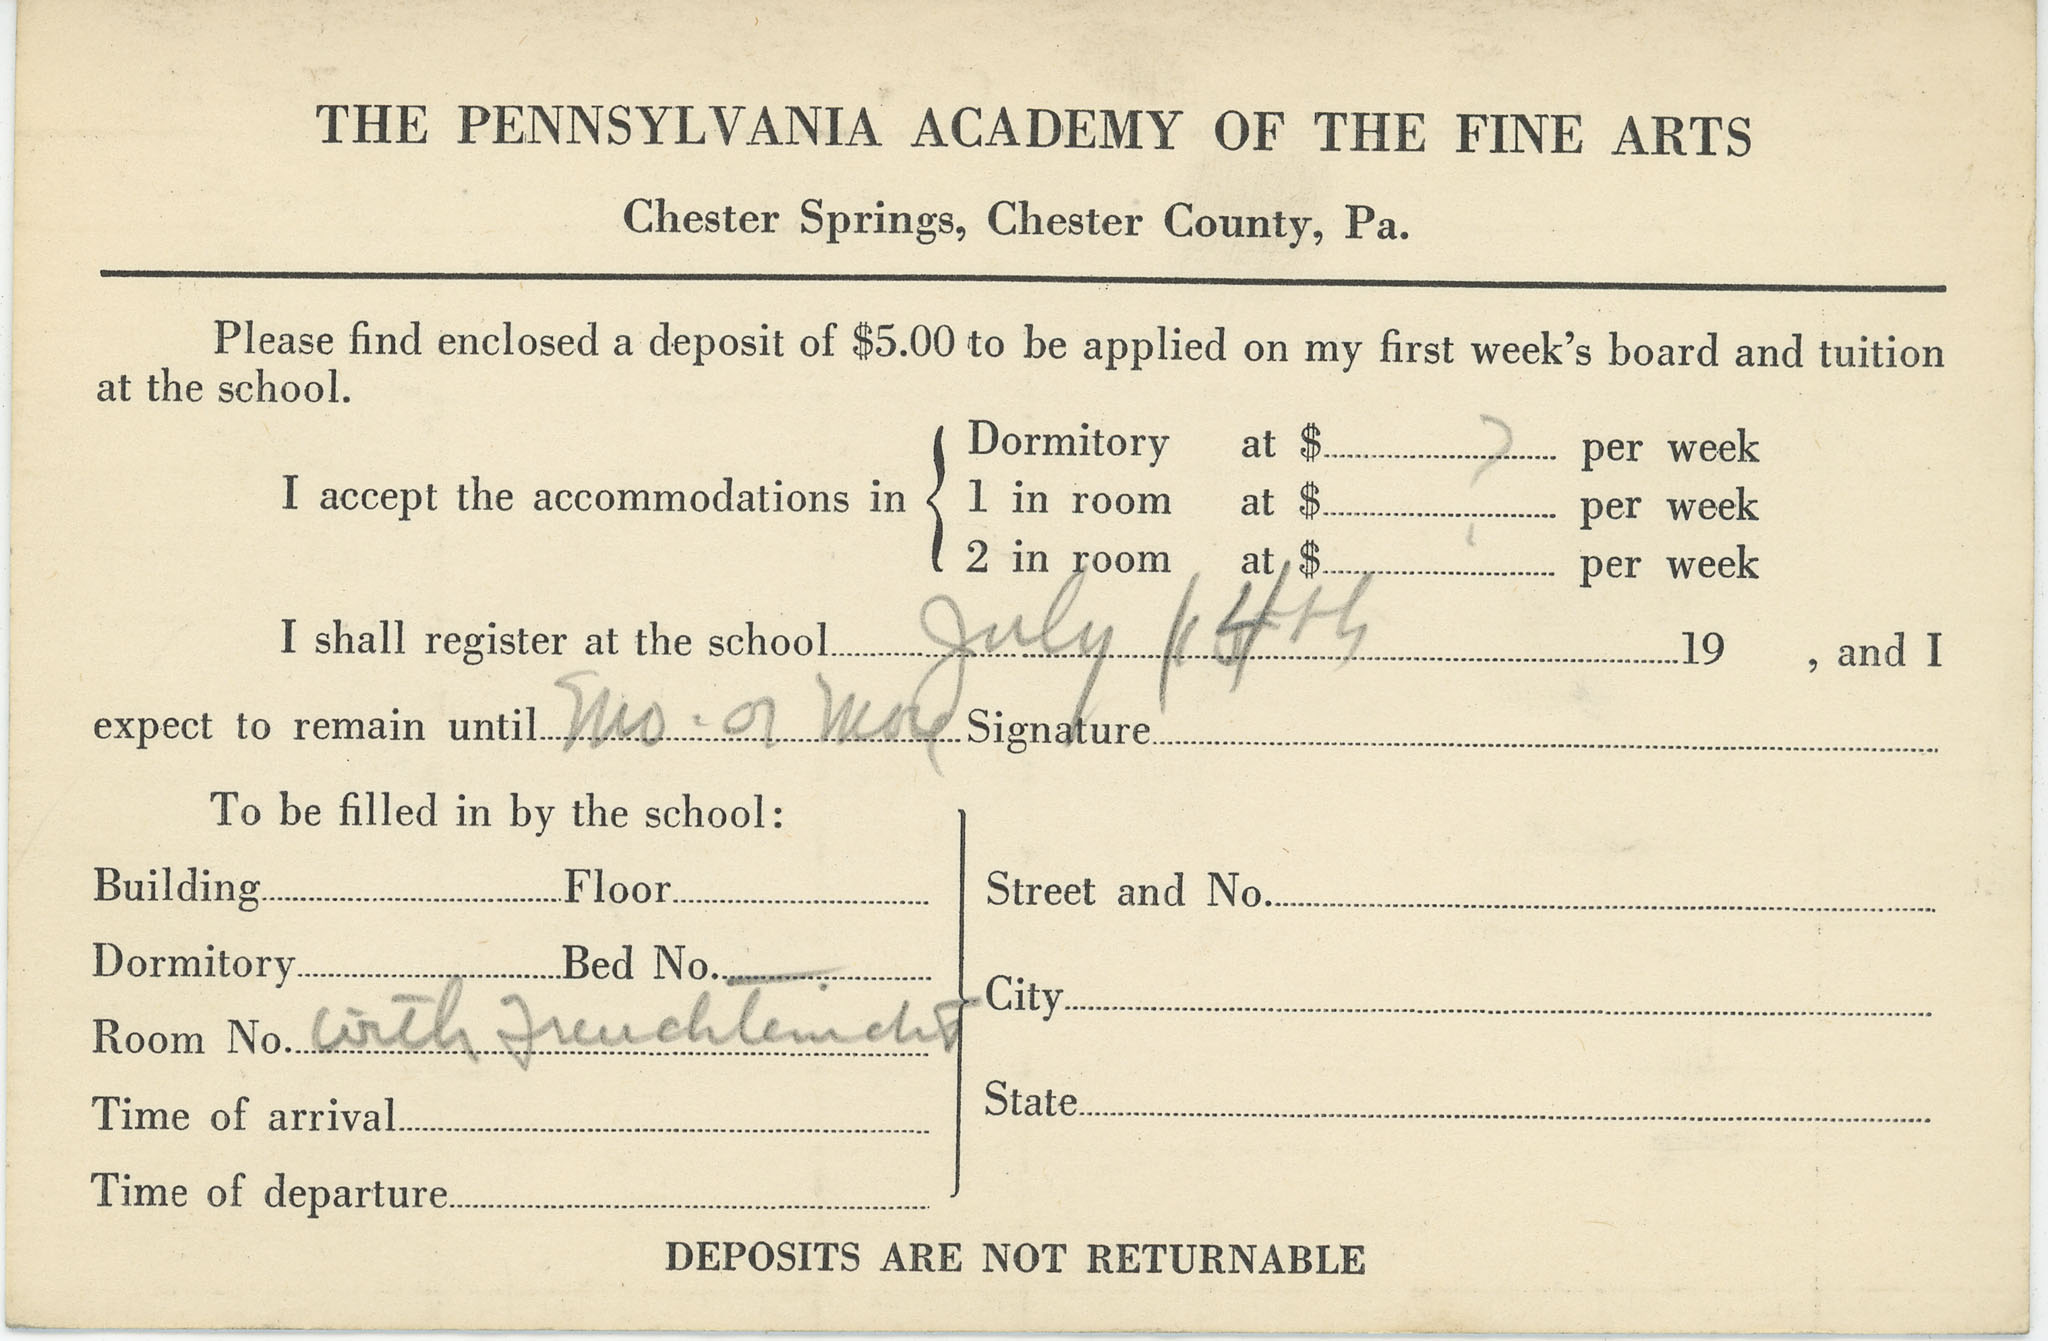 THE PENNSYLVANIA ACADEMY OF THE FINE ARTS
Chester Springs, Chester County, Pa.
Please find enclosed a deposit of $5.00 to be applied on my first week's board and tuition
at the school.
I accept the accommodations in { Dormitory at $ ? per week
1 in room at $ per week
2 in room at $ per week
I shall register at the school July 14th 19 , and I
expect to remain until mo. or more Signature
To be filled in by the school:
Building Floor
Street and No.
Dormitory Bed No.
City
Room No. with
State
Time of arrival
Time of departure
DEPOSITS ARE NOT RETURNABLE